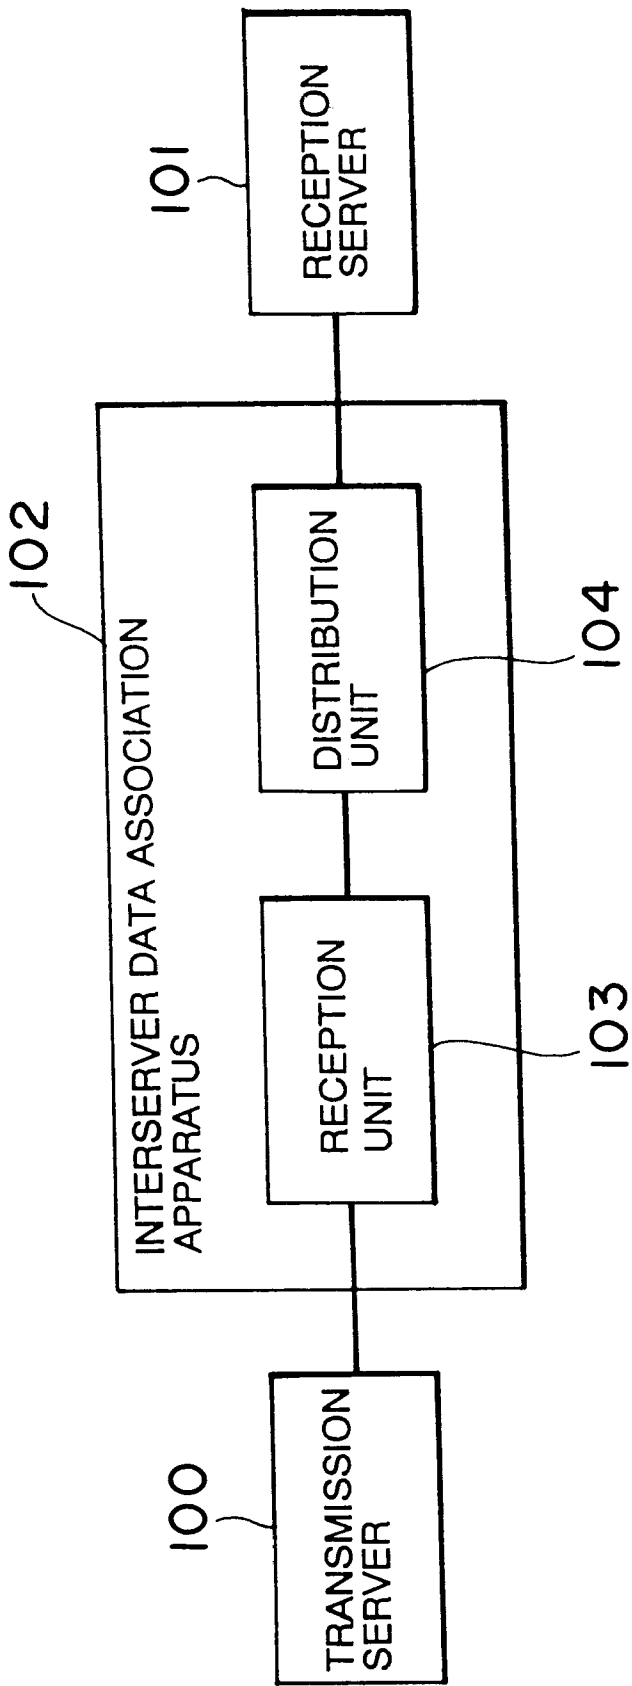 102
INTERSERVER DATA ASSOCIATION
APPARATUS
100
TRANSMISSION
SERVER
RECEPTION
UNIT
103
DISTRIBUTION
UNIT
104
101
RECEPTION
SERVER